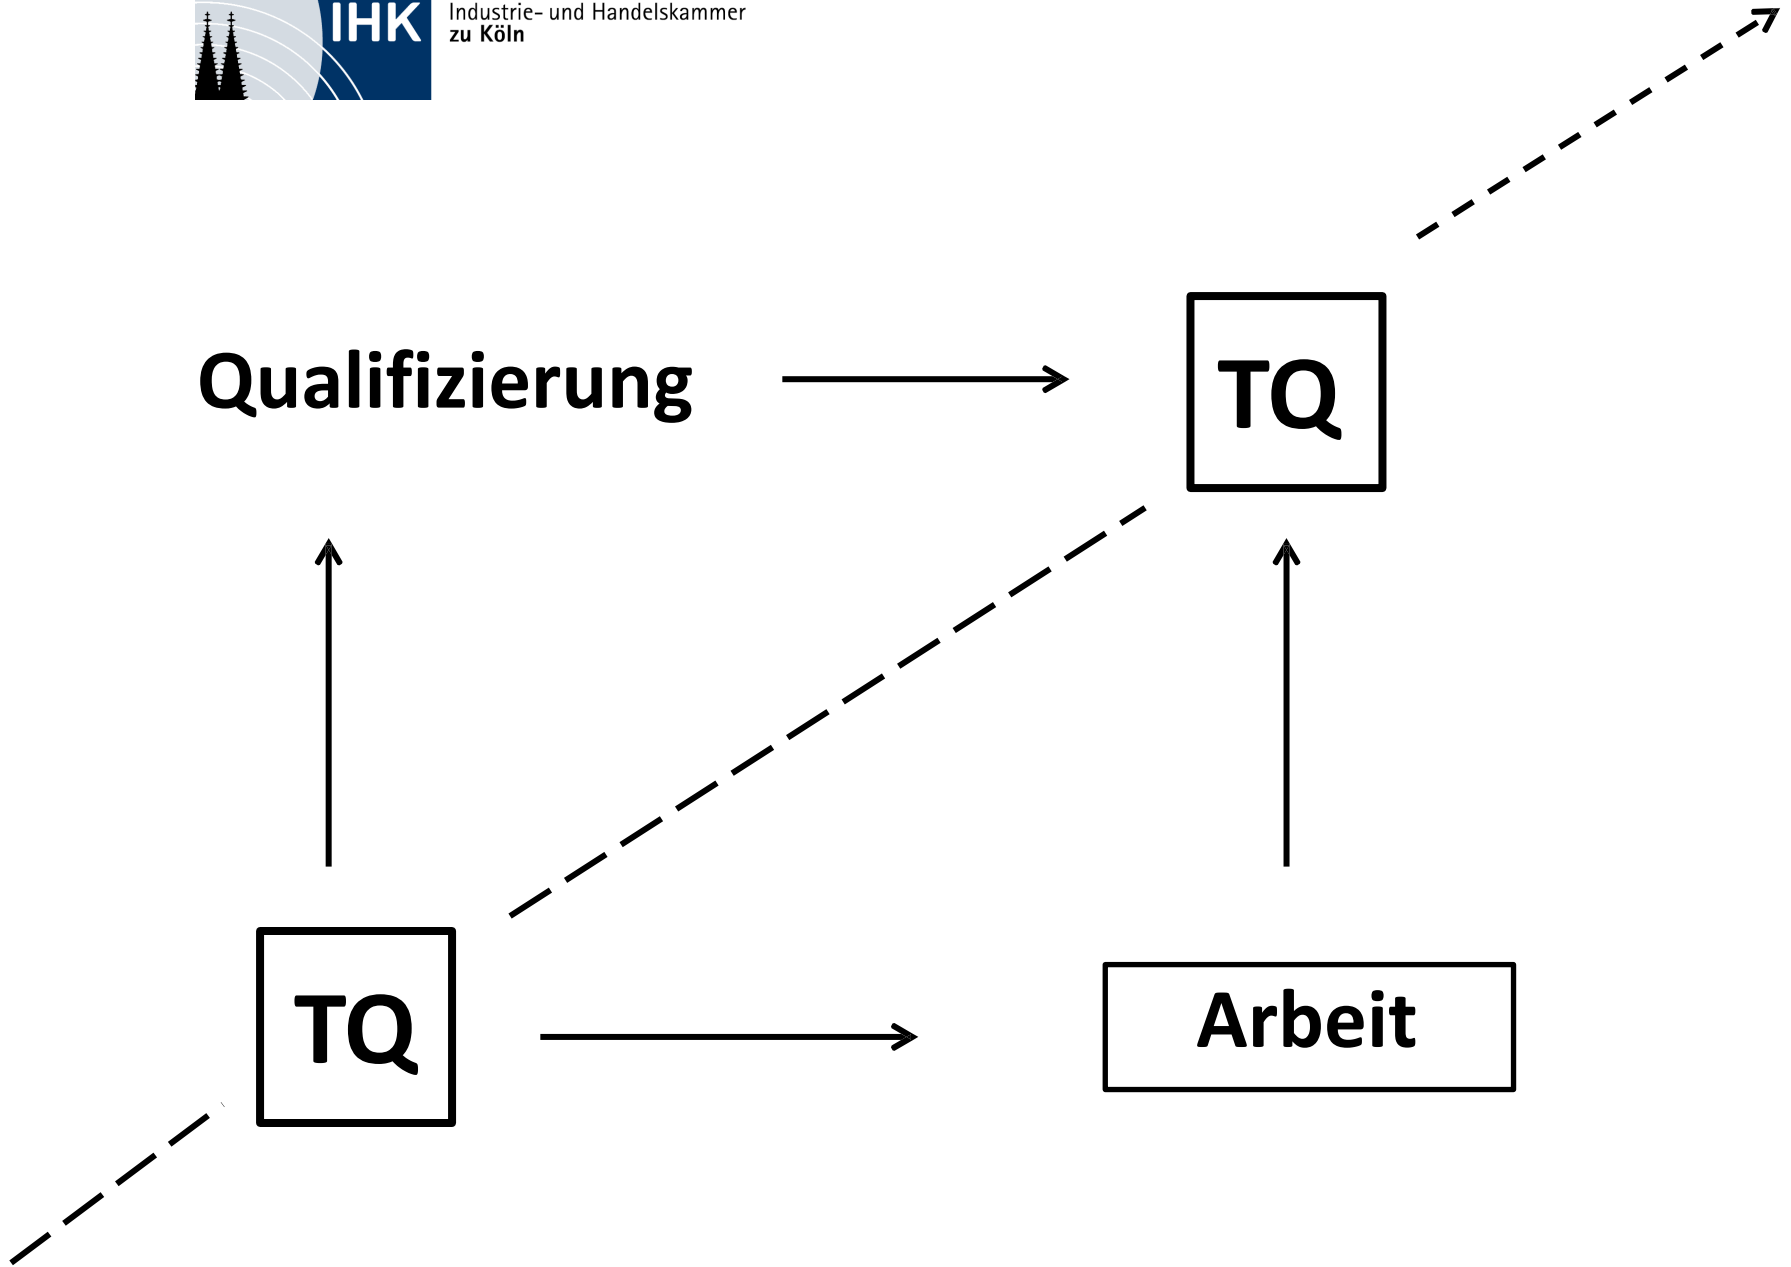 IHK
Industrie- und Handelskammer
zu Köln
Qualifizierung
TQ
TQ
Arbeit